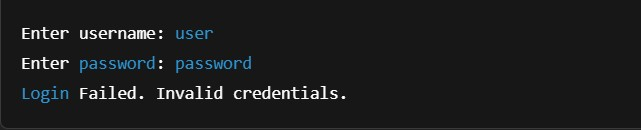 Enter username: user
Enter password: password
Login Failed. Invalid credentials.